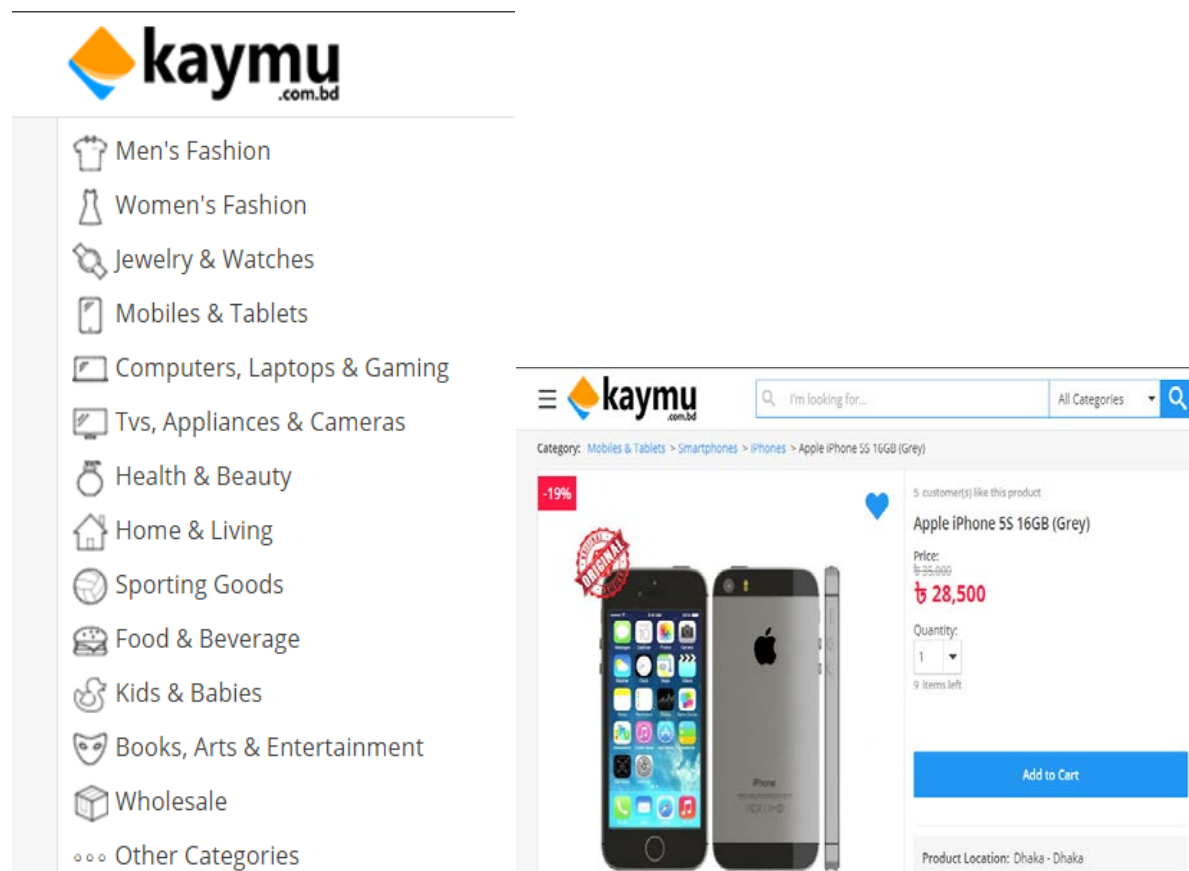 kaymu
.com.bd
Men's Fashion
Women's Fashion
Jewelry & Watches
Mobiles & Tablets
Computers, Laptops & Gaming
Tvs, Appliances & Cameras
Health & Beauty
Home & Living
Sporting Goods
Food & Beverage
Kids & Babies
Books, Arts & Entertainment
Wholesale
Other Categories
kaymu
.com.bd
I'm looking for...
All Categories
Category: Mobiles & Tablets > Smartphones > iPhones > Apple iPhone 5S 16GB (Grey)
-19%
ORIGINAL
iPhone
5 customer(s) like this product
Apple iPhone 5S 16GB (Grey)
Price:
৳ 35,000
৳ 28,500
Quantity:
1
9 items left
Add to Cart
Product Location: Dhaka - Dhaka